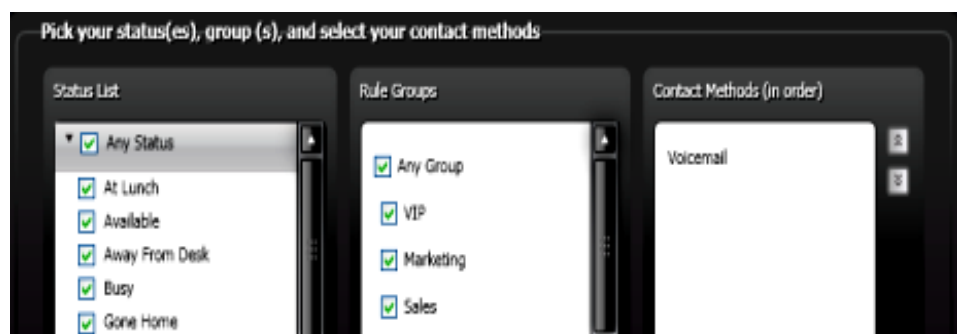 Pick your status(es), group (s), and select your contact methods
Status List
Any Status
At Lunch
Available
Away From Desk
Busy
Gone Home
Rule Groups
Any Group
VIP
Marketing
Sales
Contact Methods (in order)
Voicemail